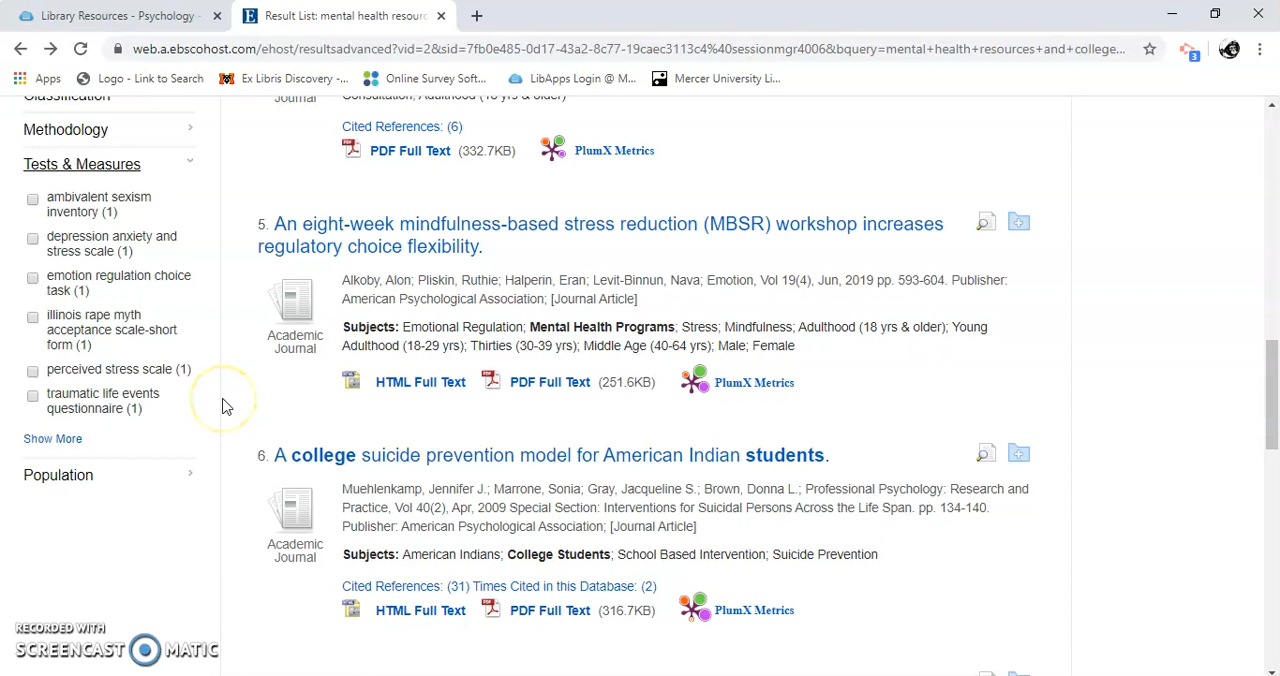 Library Resources - Psychology -
Result List: mental health resourc
web.a.ebscohost.com/ehost/resultsadvanced?vid=2&sid=7fb0e485-0d17-43a2-8c77-19caec3113c4%40sessionmgr4006&bquery=mental+health+resources+and+college...
3
Apps
Logo - Link to Search
Ex Libris Discovery -...
Online Survey Soft...
LibApps Login @ M...
Mercer University Li...
Classification
Methodology
Tests & Measures
ambivalent sexism
inventory (1)
depression anxiety and
stress scale (1)
emotion regulation choice
task (1)
illinois rape myth
acceptance scale-short
form (1)
perceived stress scale (1)
traumatic life events
questionnaire (1)
Show More
Population
Journal
Consultation; Adulthood (18 yrs & older)
Cited References: (6)
PDF Full Text (332.7KB)
PlumX Metrics
5. An eight-week mindfulness-based stress reduction (MBSR) workshop increases
regulatory choice flexibility.
Academic
Journal
Alkoby, Alon; Pliskin, Ruthie; Halperin, Eran; Levit-Binnun, Nava; Emotion, Vol 19(4), Jun, 2019 pp. 593-604. Publisher:
American Psychological Association; [Journal Article]
Subjects: Emotional Regulation; Mental Health Programs; Stress; Mindfulness; Adulthood (18 yrs & older); Young
Adulthood (18-29 yrs); Thirties (30-39 yrs); Middle Age (40-64 yrs); Male; Female
HTML Full Text
PDF Full Text (251.6KB)
PlumX Metrics
6. A college suicide prevention model for American Indian students.
Academic
Journal
Muehlenkamp, Jennifer J.; Marrone, Sonia; Gray, Jacqueline S.; Brown, Donna L.; Professional Psychology: Research and
Practice, Vol 40(2), Apr, 2009 Special Section: Interventions for Suicidal Persons Across the Life Span. pp. 134-140.
Publisher: American Psychological Association; [Journal Article]
Subjects: American Indians; College Students; School Based Intervention; Suicide Prevention
Cited References: (31) Times Cited in this Database: (2)
HTML Full Text
PDF Full Text (316.7KB)
PlumX Metrics
RECORDED WITH
SCREENCAST MATIC